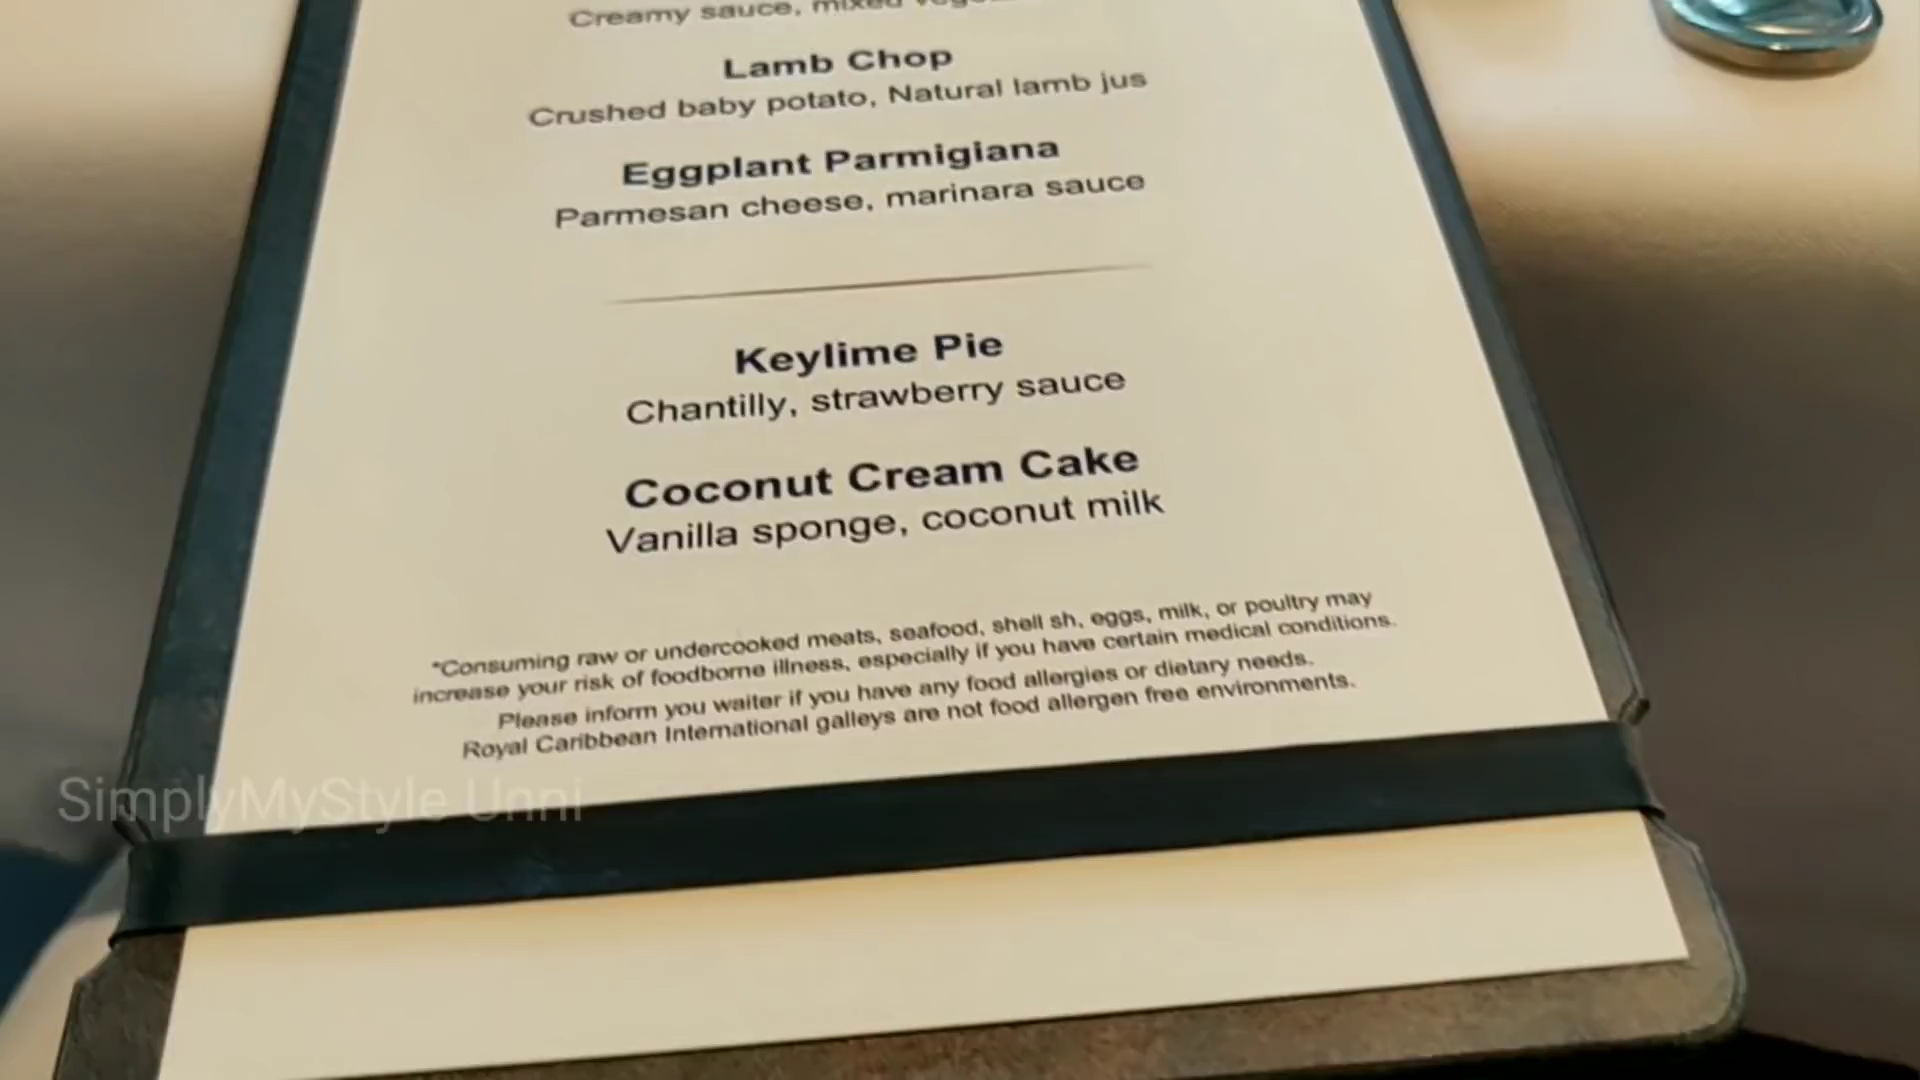 Creamy sauce, mixed
Lamb Chop
Crushed baby potato, Natural lamb jus
Eggplant Parmigiana
Parmesan cheese, marinara sauce
Keylime Pie
Chantilly, strawberry sauce
Coconut Cream Cake
Vanilla sponge, coconut milk
*Consuming raw or undercooked meats, seafood, shell sh, eggs, milk, or poultry may
increase your risk of foodborne illness, especially if you have certain medical conditions.
Please inform you waiter if you have any food allergies or dietary needs.
Royal Caribbean International galleys are not food allergen free environments.
SimplyMyStyle Unni